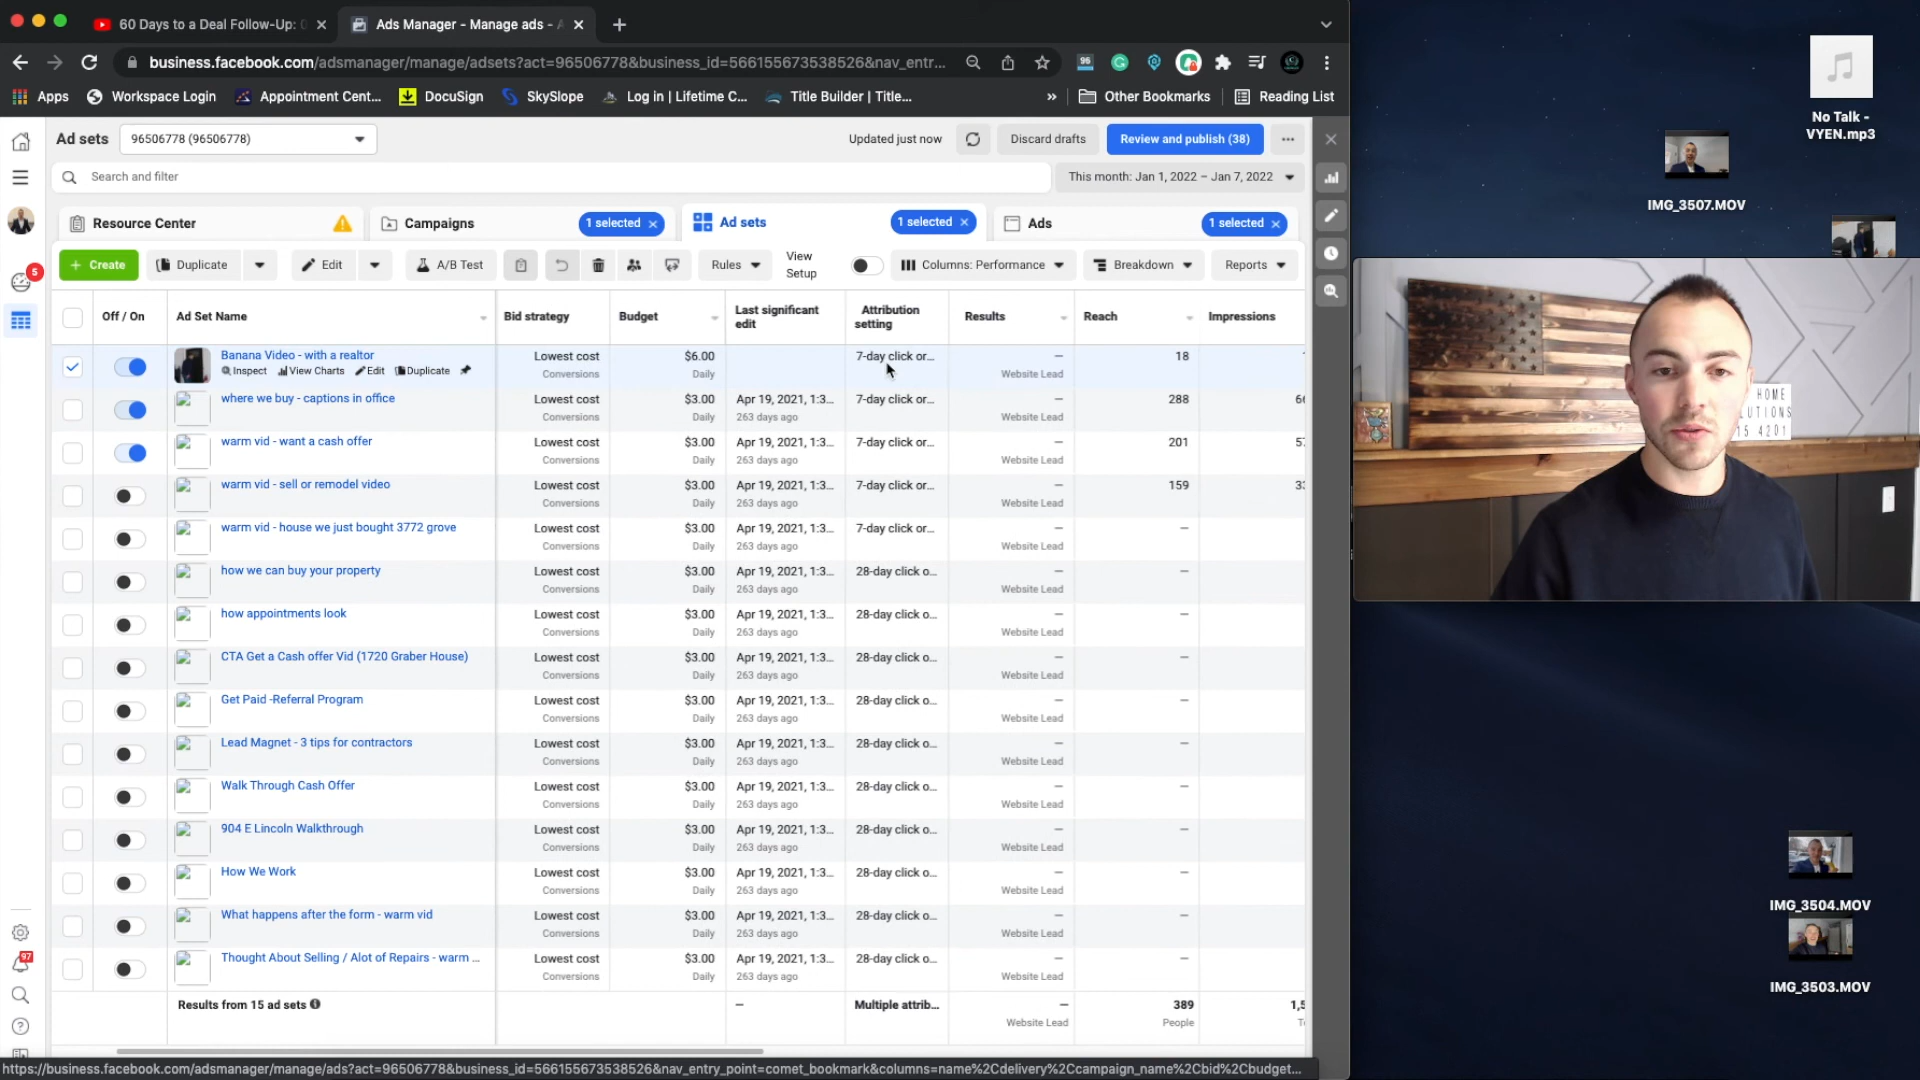 60 Days to a Deal Follow-Up:
Ads Manager - Manage ads -
business.facebook.com/adsmanager/manage/adsets?act=96506778&business_id=566155673538526&nav_entr...
96
Apps
Workspace Login
Appointment Cent...
DocuSign
SkySlope
Log in | Lifetime C...
Title Builder | Title...
»
Other Bookmarks
Reading List
Ad sets
96506778 (96506778)
Updated just now
Discard drafts
Review and publish (38)
Search and filter
This month: Jan 1, 2022 – Jan 7, 2022
Resource Center
Campaigns
1 selected
Ad sets
1 selected
Ads
1 selected
+ Create
Duplicate
Edit
A/B Test
Rules
View Setup
Columns: Performance
Breakdown
Reports
5
97
Off / On
Ad Set Name
Bid strategy
Budget
Last significant edit
Attribution setting
Results
Reach
Impressions
Banana Video - with a realtor
Inspect View Charts Edit Duplicate
Lowest cost $6.00 7-day click or... — 18
Conversions Daily Website Lead
where we buy - captions in office
Lowest cost $3.00 Apr 19, 2021, 1:3... 7-day click or... — 288
Conversions Daily 263 days ago Website Lead
warm vid - want a cash offer
Lowest cost $3.00 Apr 19, 2021, 1:3... 7-day click or... — 201
Conversions Daily 263 days ago Website Lead
warm vid - sell or remodel video
Lowest cost $3.00 Apr 19, 2021, 1:3... 7-day click or... — 159
Conversions Daily 263 days ago Website Lead
warm vid - house we just bought 3772 grove
Lowest cost $3.00 Apr 19, 2021, 1:3... 7-day click or... — —
Conversions Daily 263 days ago Website Lead
how we can buy your property
Lowest cost $3.00 Apr 19, 2021, 1:3... 28-day click o... — —
Conversions Daily 263 days ago Website Lead
how appointments look
Lowest cost $3.00 Apr 19, 2021, 1:3... 28-day click o... — —
Conversions Daily 263 days ago Website Lead
CTA Get a Cash offer Vid (1720 Graber House)
Lowest cost $3.00 Apr 19, 2021, 1:3... 28-day click o... — —
Conversions Daily 263 days ago Website Lead
Get Paid -Referral Program
Lowest cost $3.00 Apr 19, 2021, 1:3... 28-day click o... — —
Conversions Daily 263 days ago Website Lead
Lead Magnet - 3 tips for contractors
Lowest cost $3.00 Apr 19, 2021, 1:3... 28-day click o... — —
Conversions Daily 263 days ago Website Lead
Walk Through Cash Offer
Lowest cost $3.00 Apr 19, 2021, 1:3... 28-day click o... — —
Conversions Daily 263 days ago Website Lead
904 E Lincoln Walkthrough
Lowest cost $3.00 Apr 19, 2021, 1:3... 28-day click o... — —
Conversions Daily 263 days ago Website Lead
How We Work
Lowest cost $3.00 Apr 19, 2021, 1:3... 28-day click o... — —
Conversions Daily 263 days ago Website Lead
What happens after the form - warm vid
Lowest cost $3.00 Apr 19, 2021, 1:3... 28-day click o... — —
Conversions Daily 263 days ago Website Lead
Thought About Selling / Alot of Repairs - warm ...
Lowest cost $3.00 Apr 19, 2021, 1:3... 28-day click o... — —
Conversions Daily 263 days ago Website Lead
Results from 15 ad sets — Multiple attrib... — 389
Website Lead People
https://business.facebook.com/adsmanager/manage/ads?act=96506778&business_id=566155673538526&nav_entry_point=comet_bookmark&columns=name%2Cdelivery%2Ccampaign_name%2Cbid%2Cbudget...
No Talk -
VYEN.mp3
IMG_3507.MOV
HOME
LUTIONS
15 4201
IMG_3504.MOV
IMG_3503.MOV